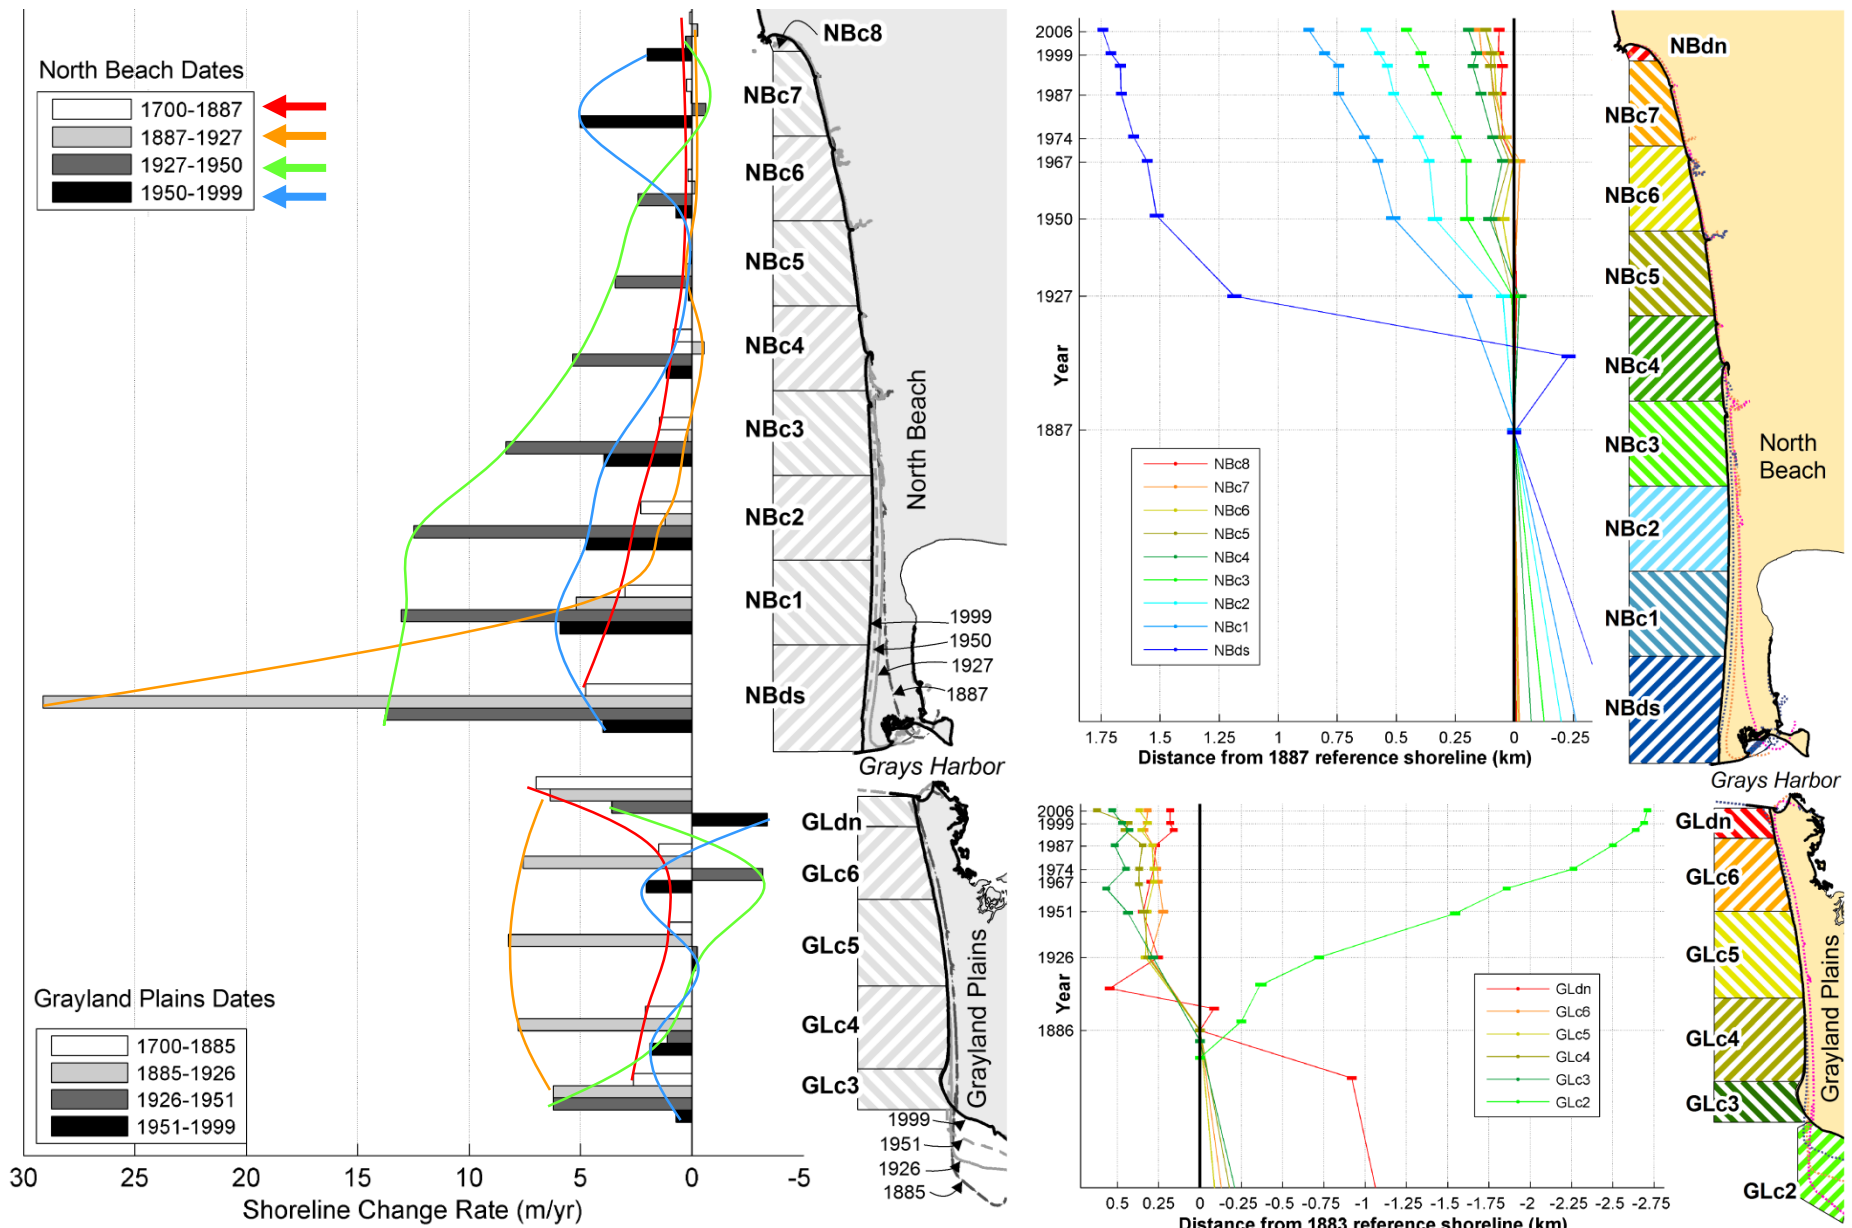 North Beach Dates
1700-1887
1887-1927
1927-1950
1950-1999
NBc8
NBc7
NBc6
NBc5
NBc4
NBc3
NBc2
NBc1
NBds
North Beach
1999
1950
1927
1887
Grays Harbor
GLdn
GLc6
GLc5
GLc4
GLc3
Grayland Plains
1999
1951
1926
1885
Grayland Plains Dates
1700-1885
1885-1926
1926-1951
1951-1999
30 25 20 15 10 5 0 -5
Shoreline Change Rate (m/yr)
2006
1999
1987
1974
1967
1950
1927
1887
Year
NBc8
NBc7
NBc6
NBc5
NBc4
NBc3
NBc2
NBc1
NBds
1.75 1.5 1.25 1 0.75 0.5 0.25 0 -0.25
Distance from 1887 reference shoreline (km)
NBdn
NBc7
NBc6
NBc5
NBc4
NBc3
NBc2
NBc1
NBds
North
Beach
Grays Harbor
2006
1999
1987
1974
1967
1951
1926
1886
Year
GLdn
GLc6
GLc5
GLc4
GLc3
GLc2
0.5 0.25 0 -0.25 -0.5 -0.75 -1 -1.25 -1.5 -1.75 -2 -2.25 -2.5 -2.75
Distance from 1883 reference shoreline (km)
GLdn
GLc6
GLc5
GLc4
GLc3
GLc2
Grayland Plains